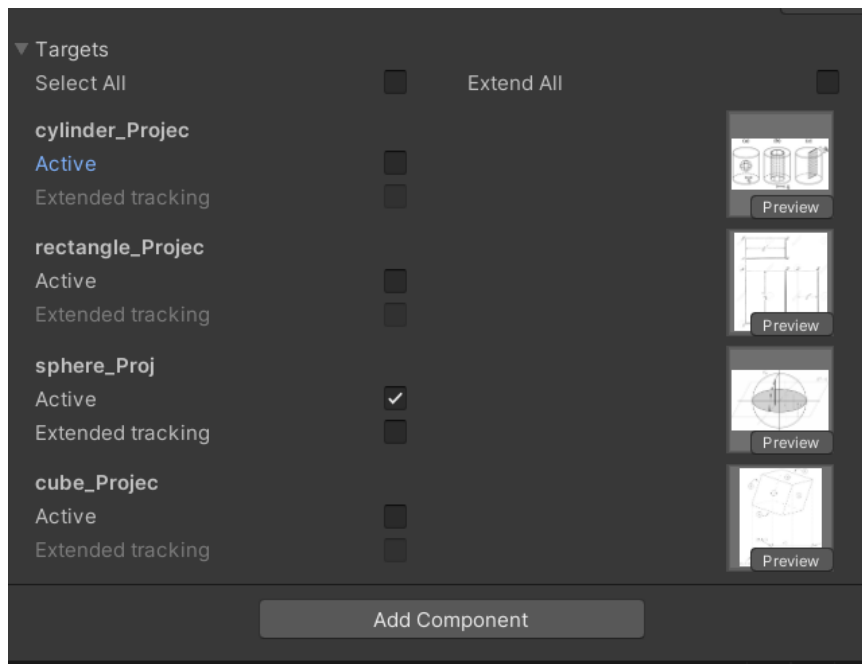 Targets
Select All Extend All
cylinder_Projec
Active
Extended tracking
Preview
rectangle_Projec
Active
Extended tracking
Preview
sphere_Proj
Active
Extended tracking
Preview
cube_Projec
Active
Extended tracking
Preview
Add Component